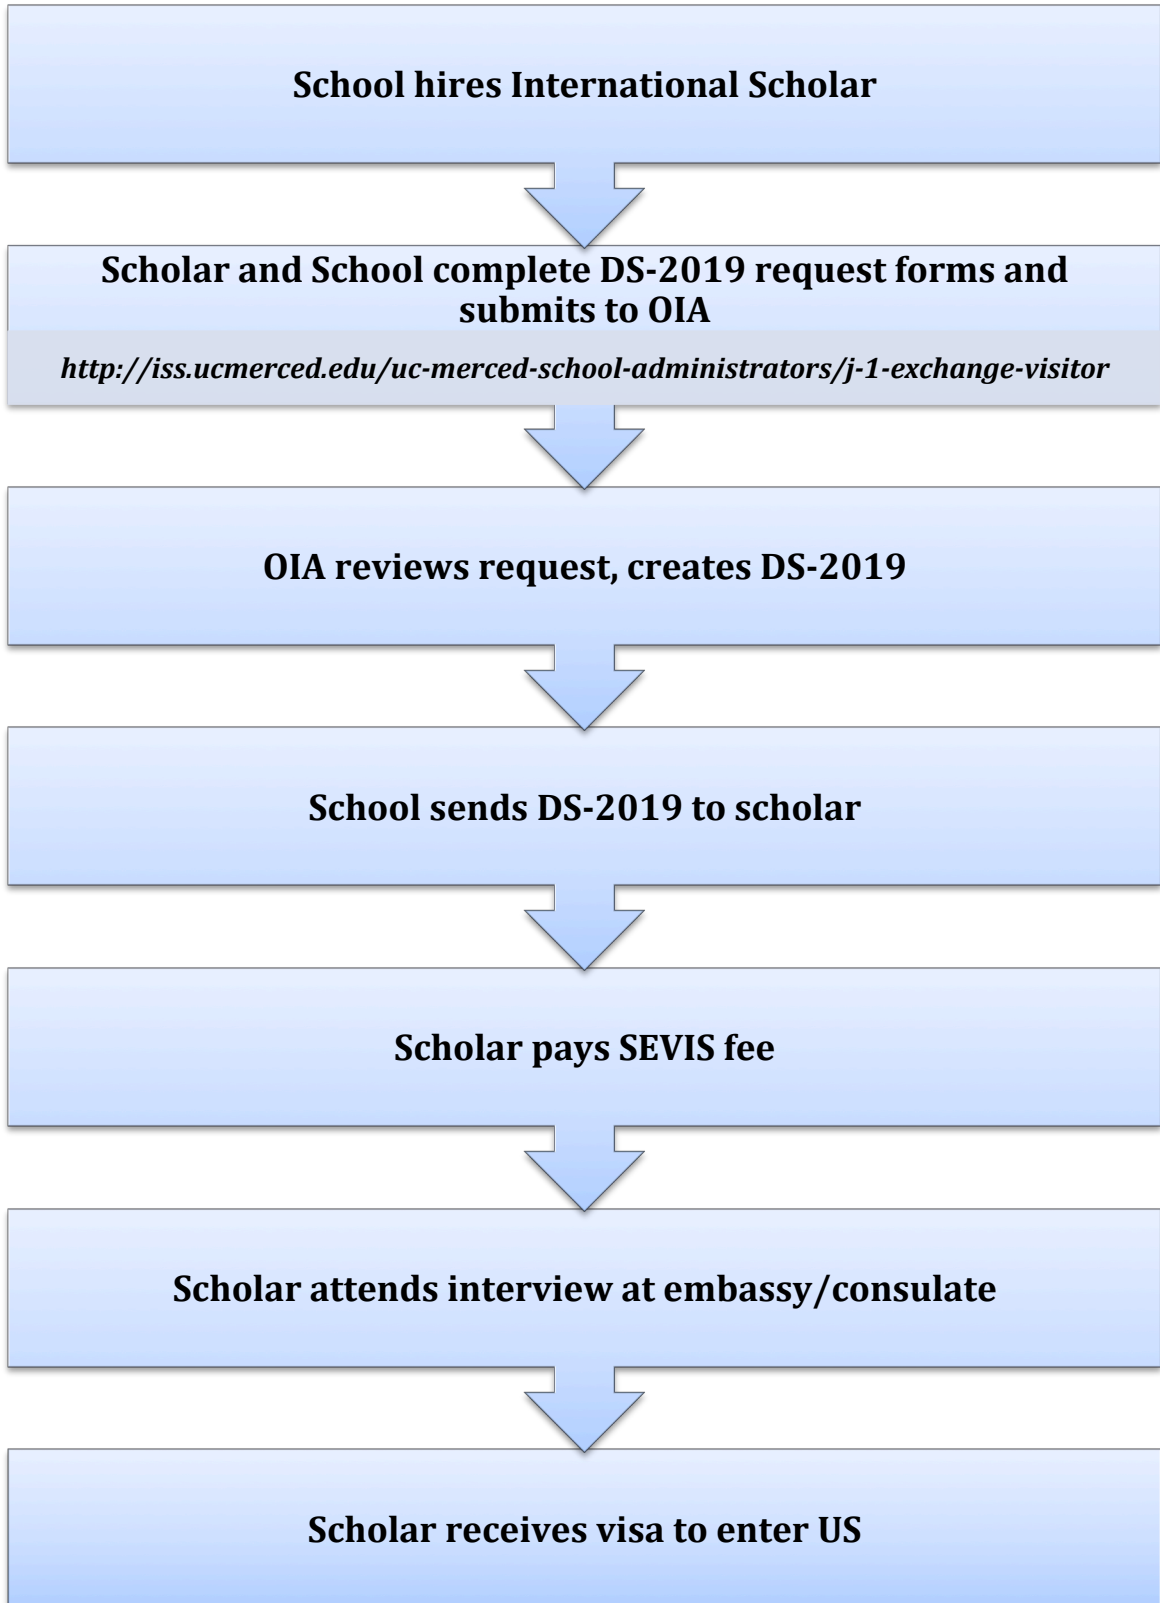 School hires International Scholar
Scholar and School complete DS-2019 request forms and
submits to OIA
http://iss.ucmerced.edu/uc-merced-school-administrators/j-1-exchange-visitor
OIA reviews request, creates DS-2019
School sends DS-2019 to scholar
Scholar pays SEVIS fee
Scholar attends interview at embassy/consulate
Scholar receives visa to enter US